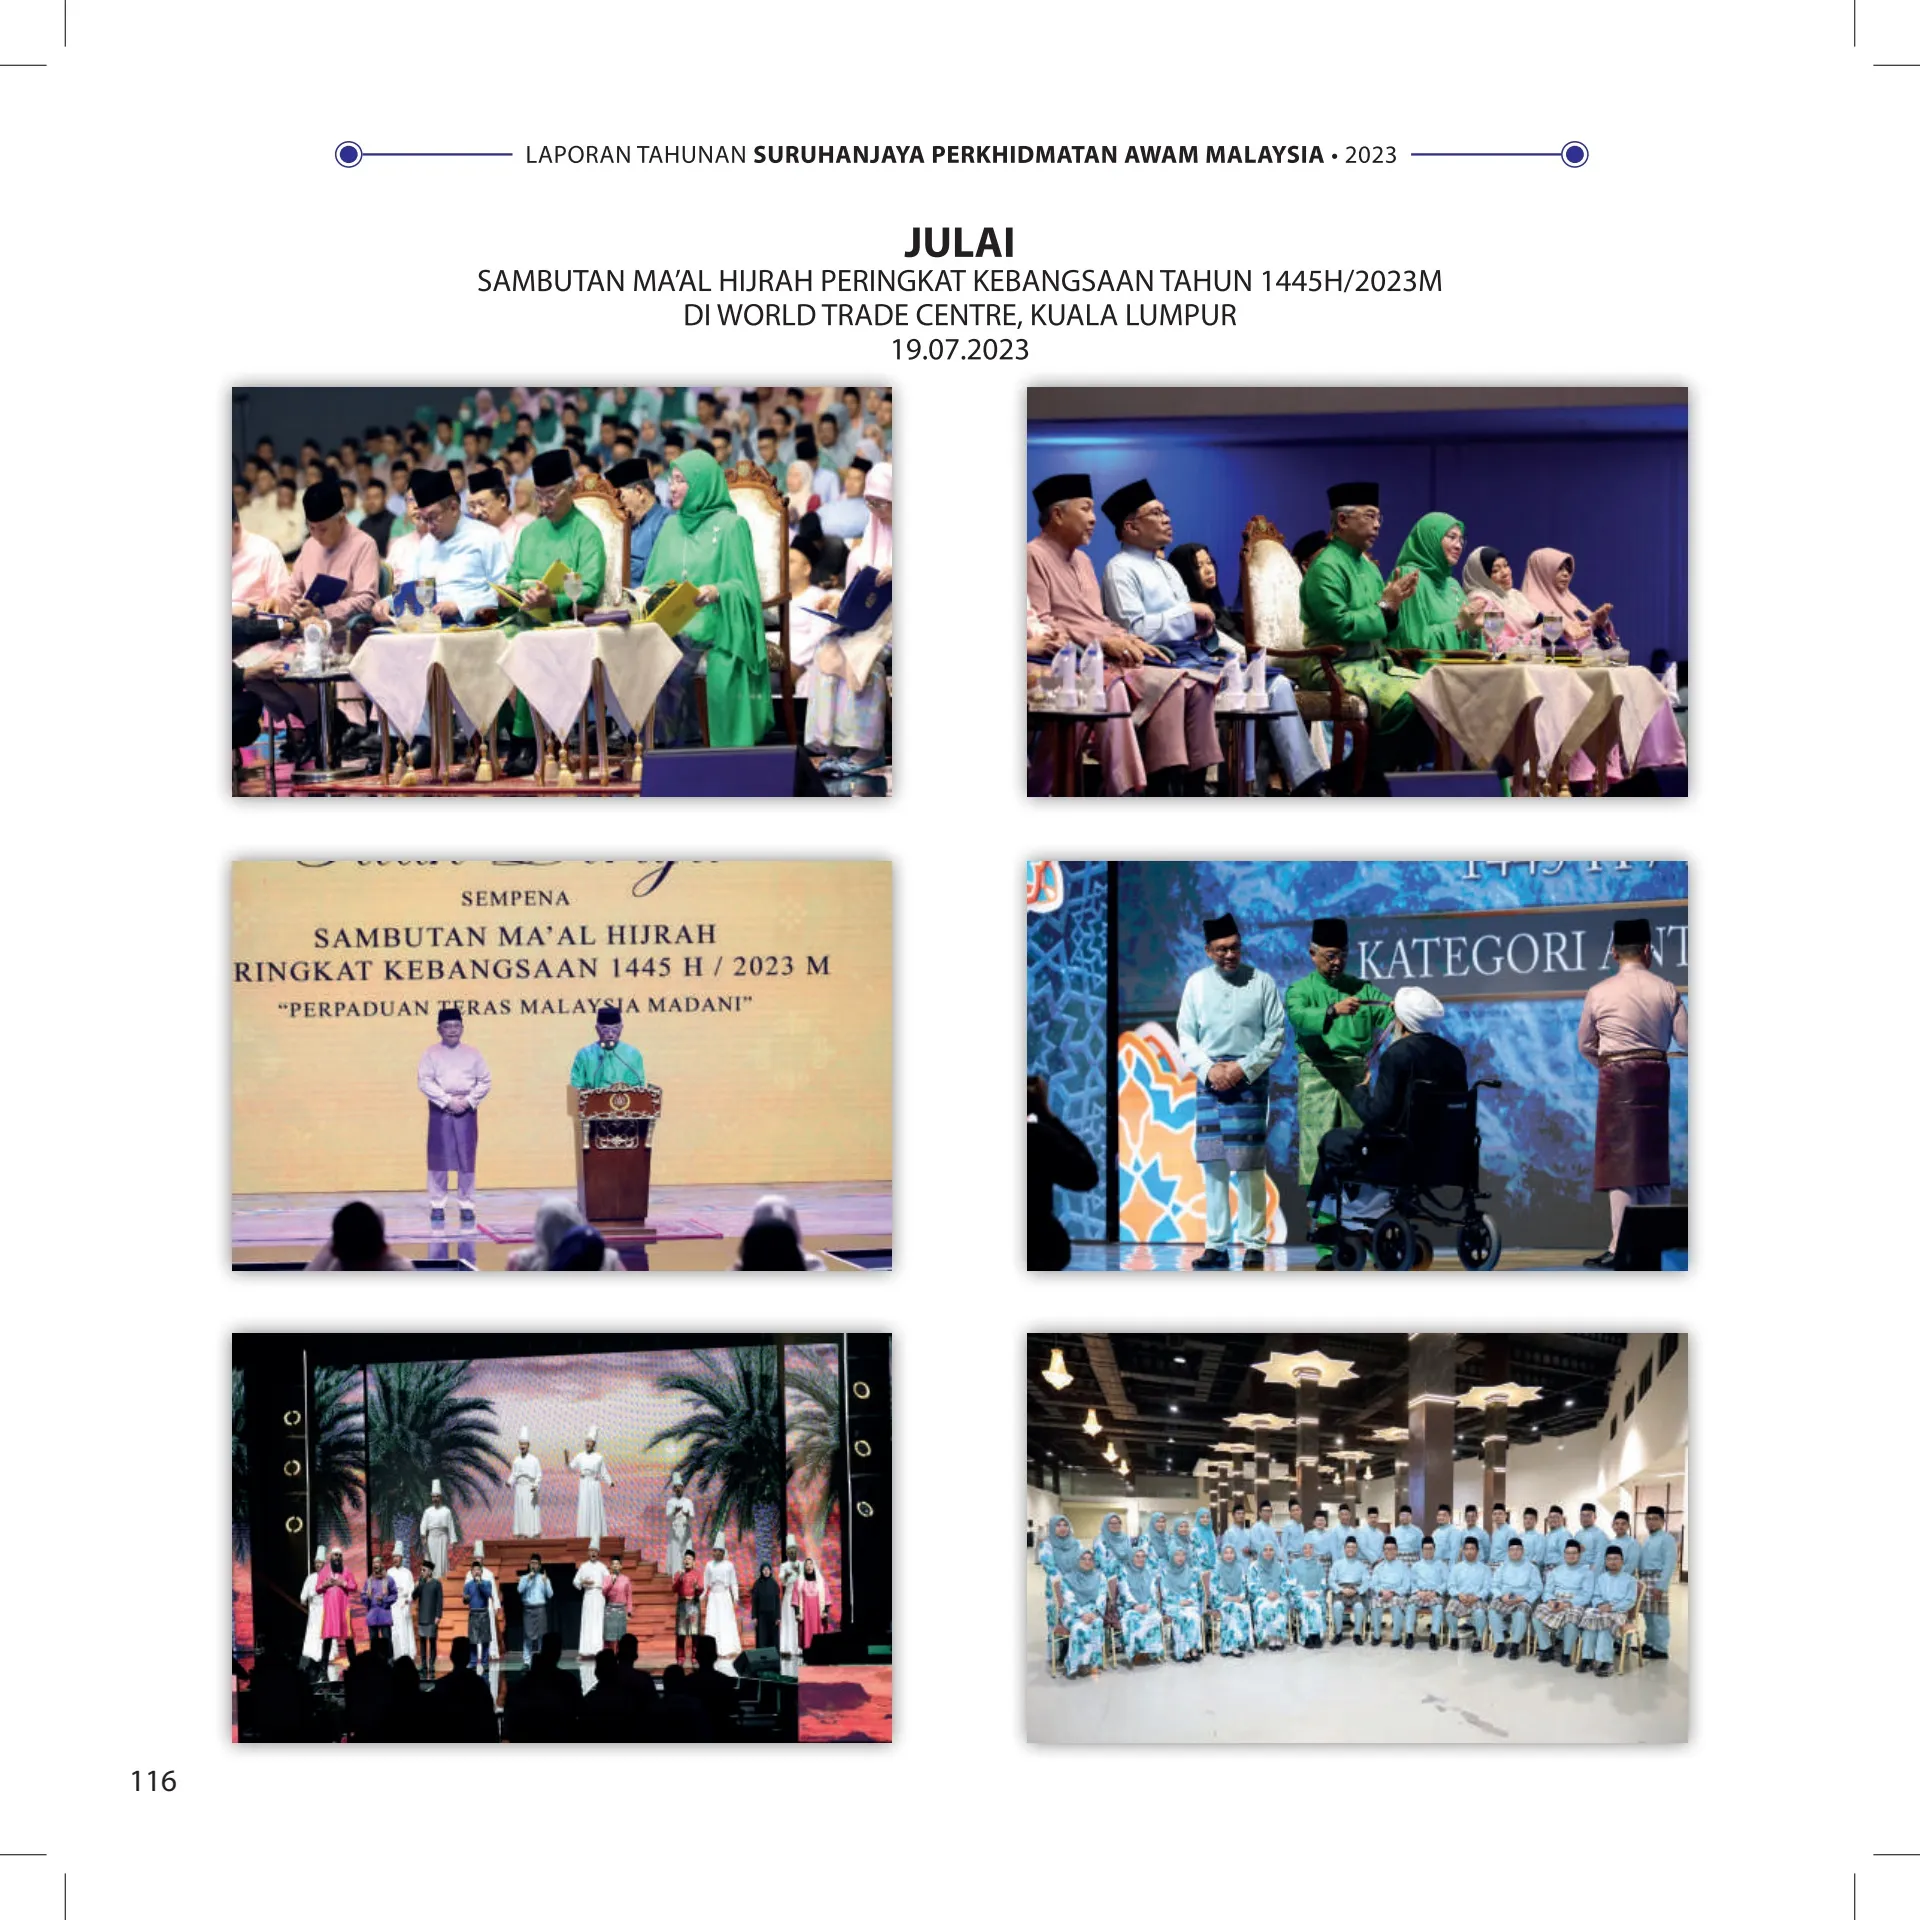 LAPORAN TAHUNAN SURUHANJAYA PERKHIDMATAN AWAM MALAYSIA • 2023
JULAI
SAMBUTAN MA’AL HIJRAH PERINGKAT KEBANGSAAN TAHUN 1445H/2023M
DI WORLD TRADE CENTRE, KUALA LUMPUR
19.07.2023
SEMPENA
SAMBUTAN MA’AL HIJRAH
RINGKAT KEBANGSAAN 1445 H / 2023 M
“PERPADUAN TERAS MALAYSIA MADANI”
KATEGORI ANT
116